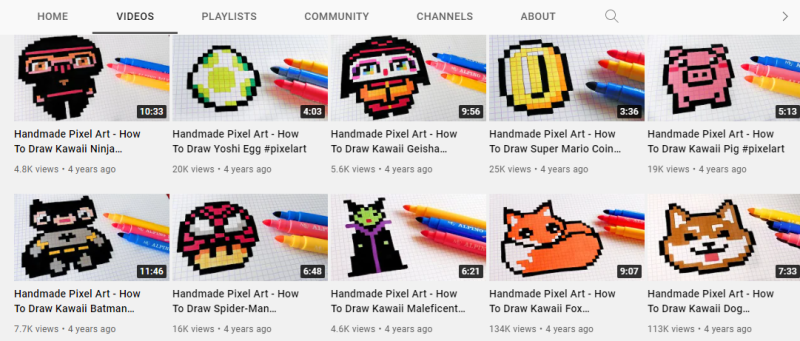 HOME VIDEOS PLAYLISTS COMMUNITY CHANNELS ABOUT
10:33 4:03 9:56 3:36 5:13
Handmade Pixel Art - How
To Draw Kawaii Ninja...
4.8K views • 4 years ago
Handmade Pixel Art - How
To Draw Yoshi Egg #pixelart
20K views • 4 years ago
Handmade Pixel Art - How
To Draw Kawaii Geisha...
5.6K views • 4 years ago
Handmade Pixel Art - How
To Draw Super Mario Coin...
25K views • 4 years ago
Handmade Pixel Art - How
To Draw Kawaii Pig #pixelart
19K views • 4 years ago
11:46 6:48 6:21 9:07 7:33
Handmade Pixel Art - How
To Draw Kawaii Batman...
7.7K views • 4 years ago
Handmade Pixel Art - How
To Draw Spider-Man...
16K views • 4 years ago
Handmade Pixel Art - How
To Draw Kawaii Maleficent...
4.6K views • 4 years ago
Handmade Pixel Art - How
To Draw Kawaii Fox...
134K views • 4 years ago
Handmade Pixel Art - How
To Draw Kawaii Dog...
113K views • 4 years ago